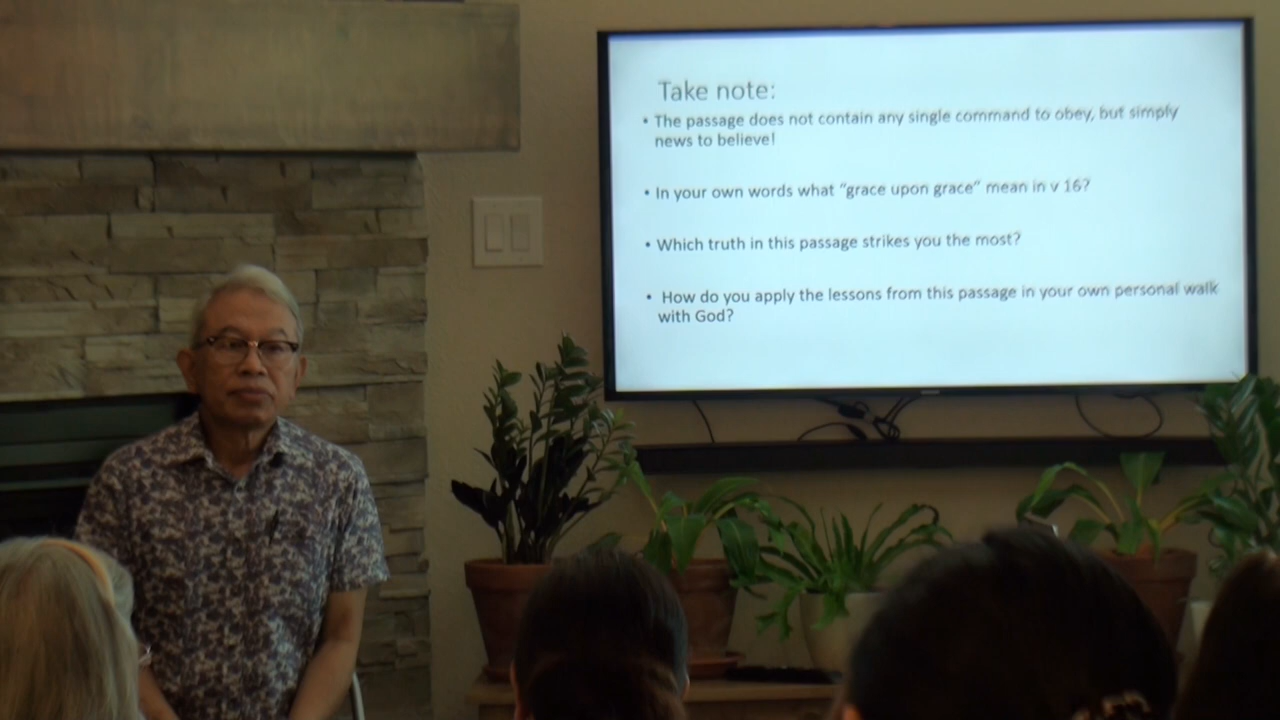 Take note:
• The passage does not contain any single command to obey, but simply
news to believe!
• In your own words what "grace upon grace" mean in v 16?
• Which truth in this passage strikes you the most?
• How do you apply the lessons from this passage in your own personal walk
with God?